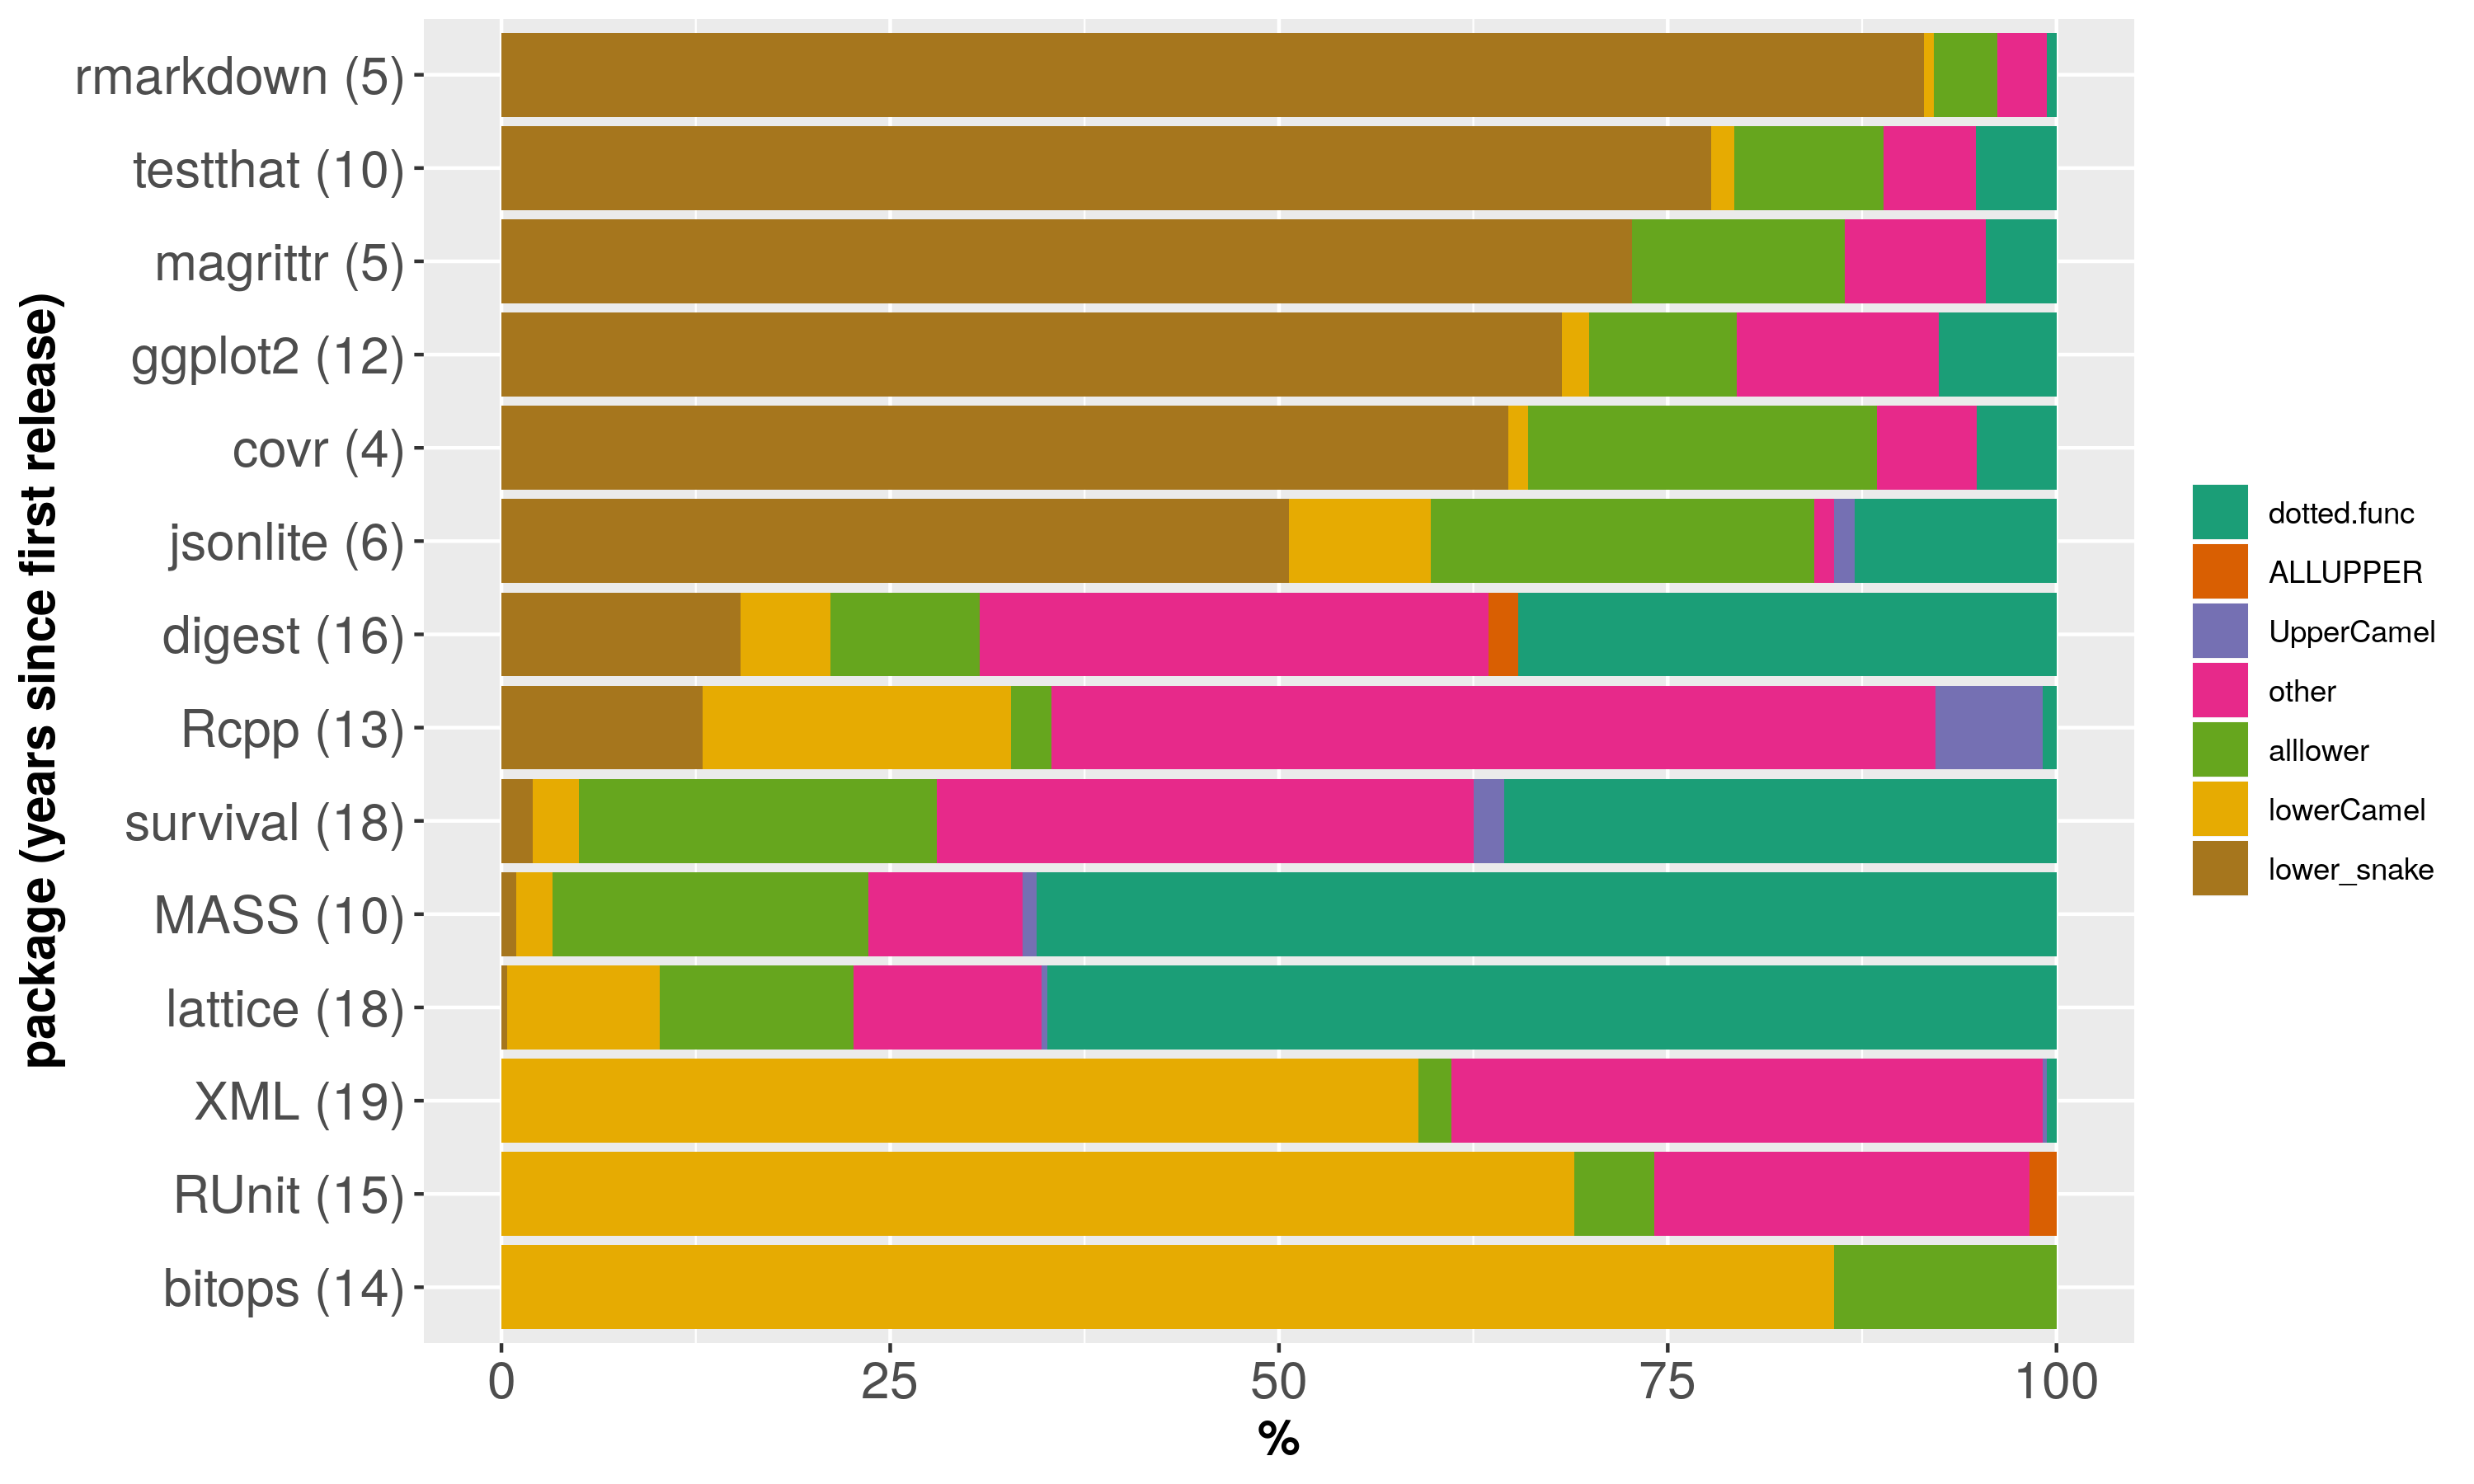 package (years since first release)
rmarkdown (5)
testthat (10)
magrittr (5)
ggplot2 (12)
covr (4)
jsonlite (6)
digest (16)
Rcpp (13)
survival (18)
MASS (10)
lattice (18)
XML (19)
RUnit (15)
bitops (14)
0 25 50 75 100
%
dotted.func
ALLUPPER
UpperCamel
other
alllower
lowerCamel
lower_snake